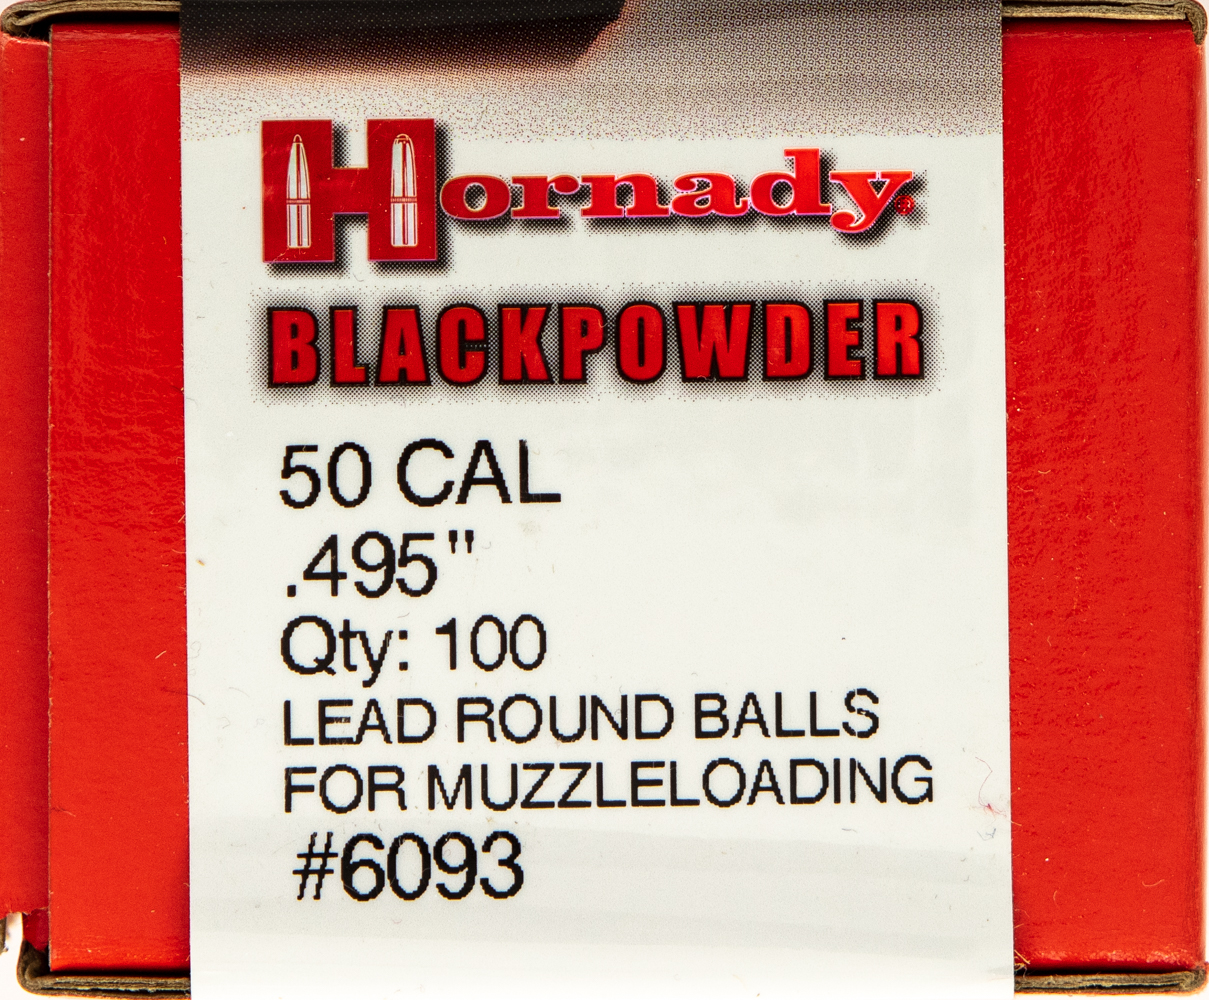 Hornady®
BLACKPOWDER
50 CAL
.495"
Qty: 100
LEAD ROUND BALLS
FOR MUZZLELOADING
#6093